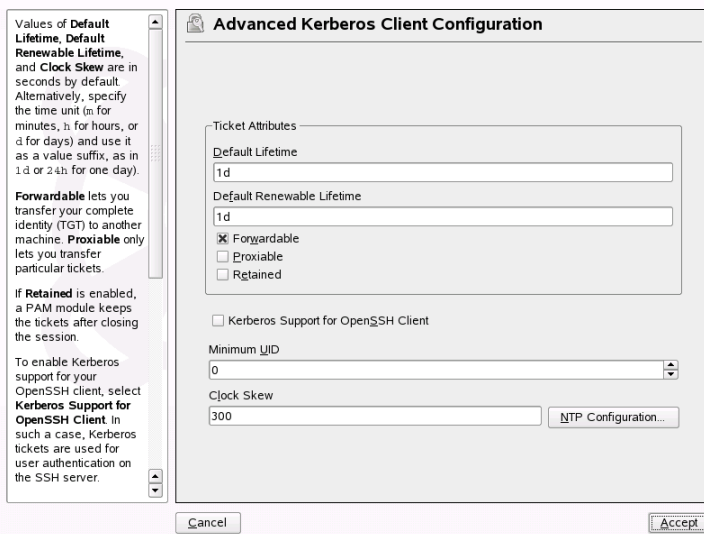 Values of Default
Lifetime, Default
Renewable Lifetime,
and Clock Skew are in
seconds by default.
Alternatively, specify
the time unit (m for
minutes, h for hours, or
d for days) and use it
as a value suffix, as in
1d or 24h for one day).
Forwardable lets you
transfer your complete
identity (TGT) to another
machine. Proxiable only
lets you transfer
particular tickets.
If Retained is enabled,
a PAM module keeps
the tickets after closing
the session.
To enable Kerberos
support for your
OpenSSH client, select
Kerberos Support for
OpenSSH Client. In
such a case, Kerberos
tickets are used for
user authentication on
the SSH server.
Advanced Kerberos Client Configuration
Ticket Attributes
Default Lifetime
1d
Default Renewable Lifetime
1d
Forwardable
Proxiable
Retained
Kerberos Support for OpenSSH Client
Minimum UID
0
Clock Skew
300
NTP Configuration...
Cancel
Accept